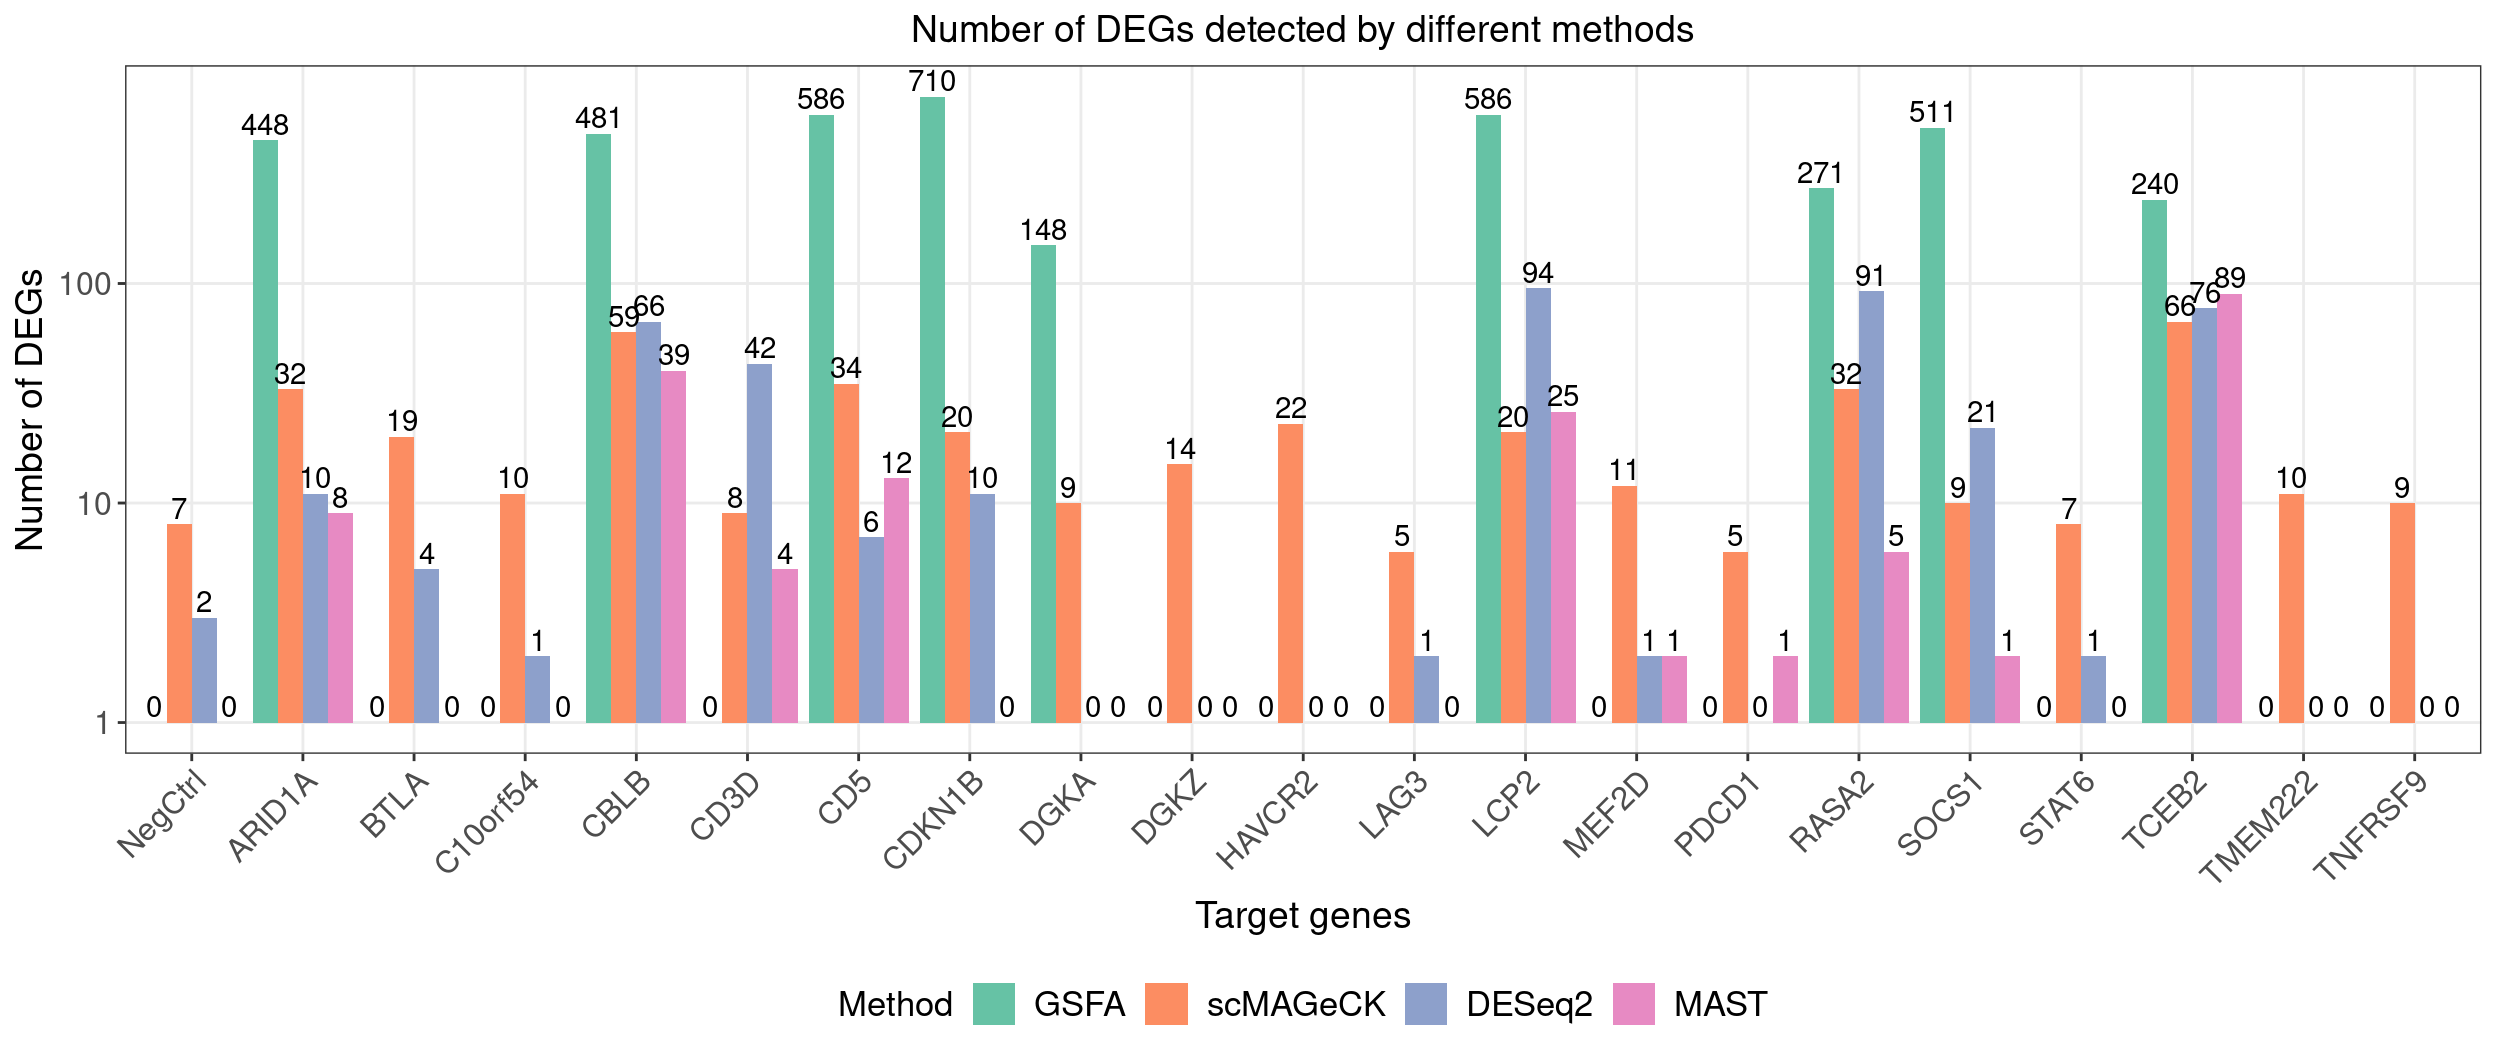 Number of DEGs detected by different methods
Number of DEGs
100
10
1
0 7 2 0
448 32 10 8
0 19 4 0
0 10 1 0
481 59 66 39
0 8 42 4
586 34 6 12
710 20 10 0
148 9 0 0
0 14 0 0
0 22 0 0
0 5 1 0
586 20 94 25
0 11 1 1
0 5 0 1
271 32 91 5
511 9 21 1
0 7 1 0
240 66 76 89
0 10 0 0
0 9 0 0
NegCtrl
ARID1A
BTLA
C10orf54
CBLB
CD3D
CD5
CDKN1B
DGKA
DGKZ
HAVCR2
LAG3
LCP2
MEF2D
PDCD1
RASA2
SOCS1
STAT6
TCEB2
TMEM222
TNFRSF9
Target genes
Method GSFA scMAGeCK DESeq2 MAST